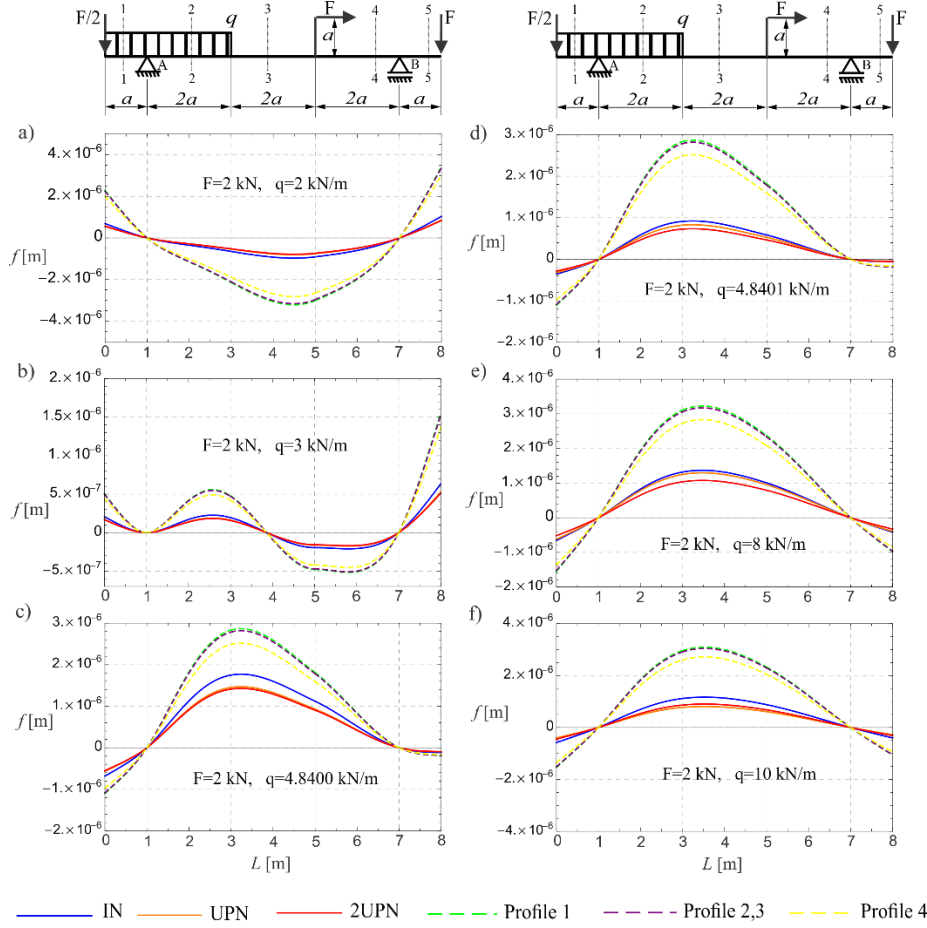 F/2 q F F
a
A B
1 2 3 4 5
1 2 3 4 5
a 2a 2a 2a a
F/2 q F F
a
A B
1 2 3 4 5
1 2 3 4 5
a 2a 2a 2a a
a)
4.×10⁻⁶
2.×10⁻⁶
0
−2.×10⁻⁶
−4.×10⁻⁶
f [m]
F=2 kN, q=2 kN/m
0 1 2 3 4 5 6 7 8
b)
2.×10⁻⁶
1.5×10⁻⁶
1.×10⁻⁶
5.×10⁻⁷
0
−5.×10⁻⁷
f [m]
F=2 kN, q=3 kN/m
0 1 2 3 4 5 6 7 8
c)
3.×10⁻⁶
2.×10⁻⁶
1.×10⁻⁶
0
−1.×10⁻⁶
−2.×10⁻⁶
f [m]
F=2 kN, q=4.8400 kN/m
0 1 2 3 4 5 6 7 8
L [m]
d)
3.×10⁻⁶
2.×10⁻⁶
1.×10⁻⁶
0
−1.×10⁻⁶
−2.×10⁻⁶
f [m]
F=2 kN, q=4.8401 kN/m
0 1 2 3 4 5 6 7 8
e)
4.×10⁻⁶
3.×10⁻⁶
2.×10⁻⁶
1.×10⁻⁶
0
−1.×10⁻⁶
−2.×10⁻⁶
f [m]
F=2 kN, q=8 kN/m
0 1 2 3 4 5 6 7 8
f)
4.×10⁻⁶
2.×10⁻⁶
0
−2.×10⁻⁶
−4.×10⁻⁶
f [m]
F=2 kN, q=10 kN/m
0 1 2 3 4 5 6 7 8
L [m]
IN UPN 2UPN Profile 1 Profile 2,3 Profile 4